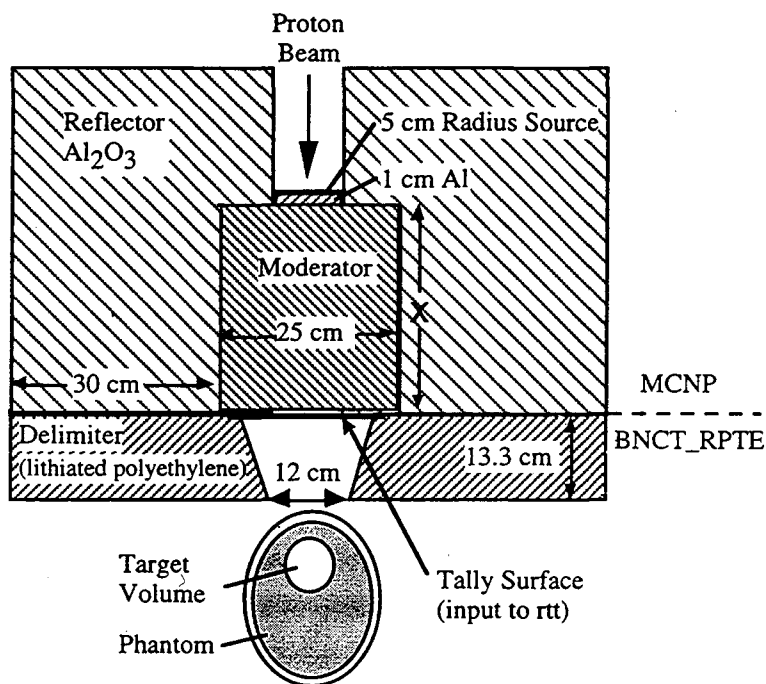 Proton
Beam
Reflector
Al2O3
5 cm Radius Source
1 cm Al
Moderator
X
25 cm
30 cm
MCNP
Delimiter
(lithiated polyethylene)
BNCT_RPTE
13.3 cm
12 cm
Target
Volume
Tally Surface
(input to rtt)
Phantom